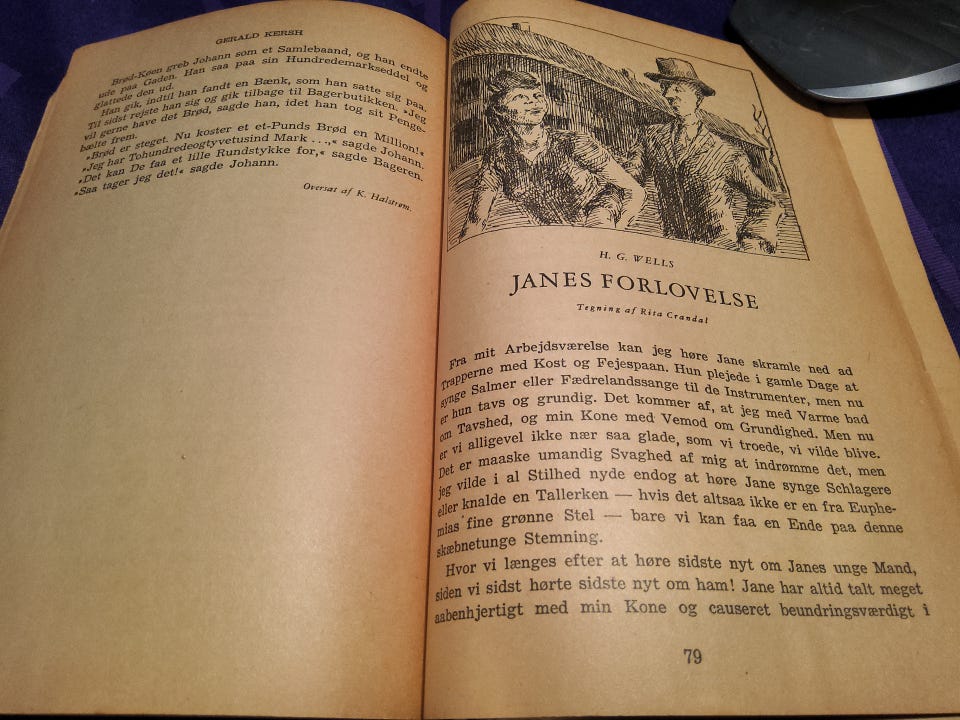 GERALD KERSH
Brød-Køen greb Johann som et Samlebaand, og han endte
ude paa Gaden. Han saa paa sin Hundredemarkseddel og
glattede den ud.
Han gik, indtil han fandt en Bænk, som han satte sig paa.
Til sidst rejste han sig og gik tilbage til Bagerbutikken. »Jeg
vil gerne have det Brød, sagde han, idet han tog sit Penge-
bælte frem.
»Brød er steget. Nu koster et et-Punds Brød en Million!«
»Jeg har Tohundredeogtyvetusind Mark . . .,« sagde Johann.
»Det kan De faa et lille Rundstykke for,« sagde Bageren.
»Saa tager jeg det!« sagde Johann.
Oversat af K. Halstrøm.
H. G. WELLS
JANES FORLOVELSE
Tegning af Rita Crandal
Fra mit Arbejdsværelse kan jeg høre Jane skramle ned ad
Trapperne med Kost og Fejespaan. Hun plejede i gamle Dage at
synge Salmer eller Fædrelandssange til de Instrumenter, men nu
er hun tavs og grundig. Det kommer af, at jeg med Varme bad
om Tavshed, og min Kone med Vemod om Grundighed. Men nu
er vi alligevel ikke nær saa glade, som vi troede, vi vilde blive.
Det er maaske umandig Svaghed af mig at indrømme det, men
jeg vilde i al Stilhed nyde endog at høre Jane synge Schlagere
eller knalde en Tallerken — hvis det altsaa ikke er en fra Euphe-
mias fine grønne Stel — bare vi kan faa en Ende paa denne
skæbnetunge Stemning.
Hvor vi længes efter at høre sidste nyt om Janes unge Mand,
siden vi sidst hørte sidste nyt om ham! Jane har altid talt meget
aabenhjertigt med min Kone og causeret beundringsværdigt i
79